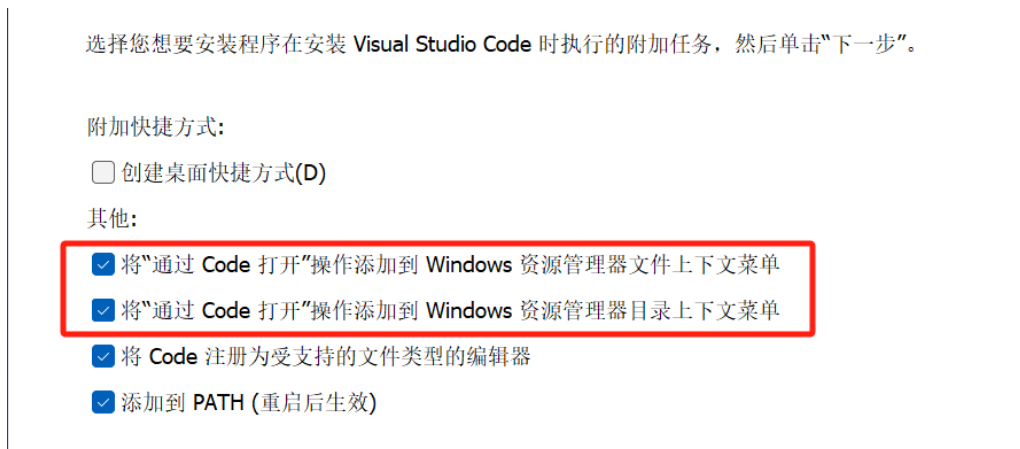 选择您想要安装程序在安装 Visual Studio Code 时执行的附加任务，然后单击“下一步”。
附加快捷方式:
创建桌面快捷方式(D)
其他:
将“通过 Code 打开”操作添加到 Windows 资源管理器文件上下文菜单
将“通过 Code 打开”操作添加到 Windows 资源管理器目录上下文菜单
将 Code 注册为受支持的文件类型的编辑器
添加到 PATH (重启后生效)